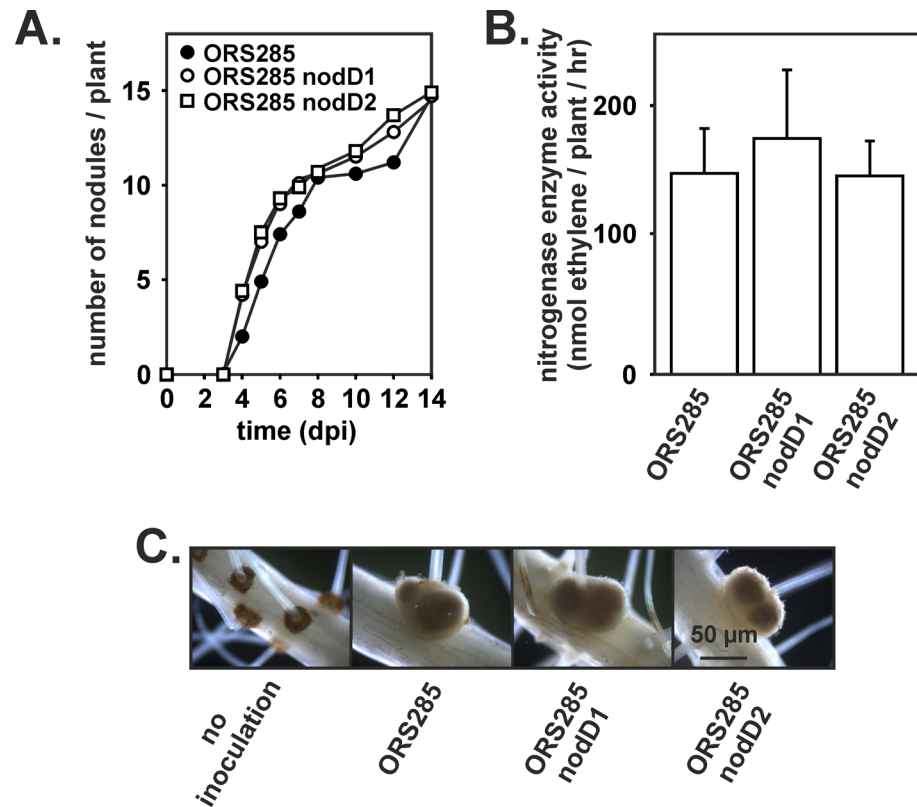 A.
ORS285
ORS285 nodD1
ORS285 nodD2
number of nodules / plant
15
10
5
0
0 2 4 6 8 10 12 14
time (dpi)
B.
nitrogenase enzyme activity
(nmol ethylene / plant / hr)
200
100
0
ORS285
ORS285
nodD1
ORS285
nodD2
C.
50 µm
no
inoculation
ORS285
ORS285
nodD1
ORS285
nodD2